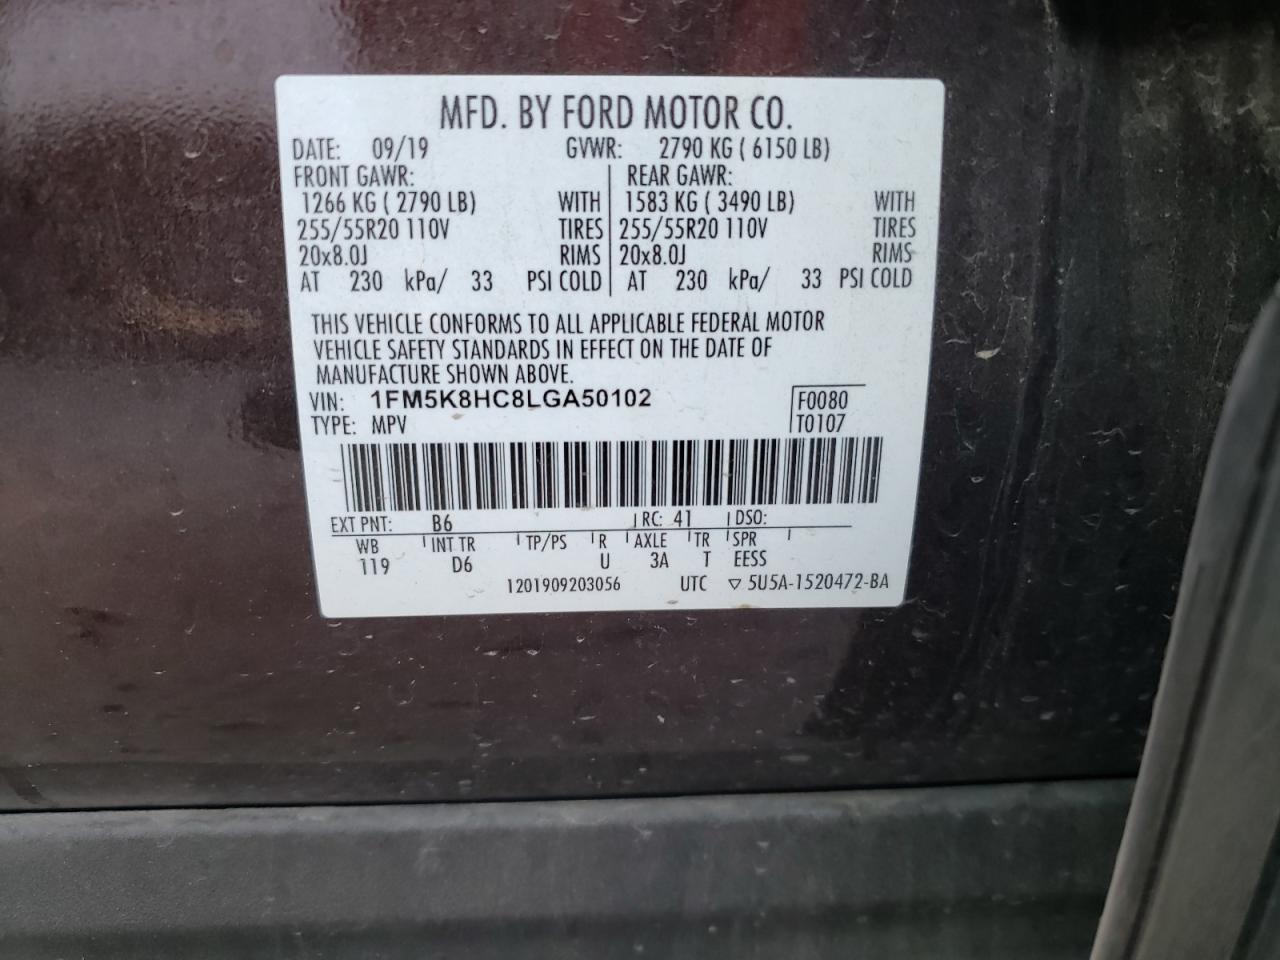 MFD. BY FORD MOTOR CO.
DATE: 09/19 GVWR: 2790 KG ( 6150 LB)
FRONT GAWR: REAR GAWR:
1266 KG ( 2790 LB) WITH 1583 KG ( 3490 LB) WITH
255/55R20 110V TIRES 255/55R20 110V TIRES
20x8.0J RIMS 20x8.0J RIMS
AT 230 kPa/ 33 PSI COLD AT 230 kPa/ 33 PSI COLD
THIS VEHICLE CONFORMS TO ALL APPLICABLE FEDERAL MOTOR
VEHICLE SAFETY STANDARDS IN EFFECT ON THE DATE OF
MANUFACTURE SHOWN ABOVE.
VIN: 1FM5K8HC8LGA50102 F0080
TYPE: MPV T0107
EXT PNT: B6 RC: 41 DSO:
WB INT TR TP/PS R AXLE TR SPR
119 D6 U 3A T EESS
1201909203056 UTC ▽ 5U5A-1520472-BA